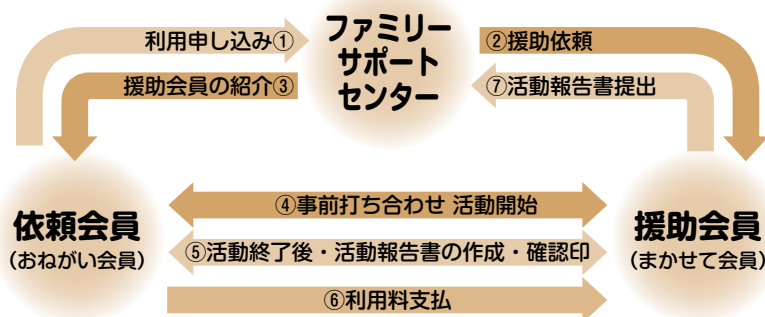 ファミリー
サポート
センター
利用申し込み①
②援助依頼
援助会員の紹介③
⑦活動報告書提出
依頼会員
(おねがい会員)
④事前打ち合わせ 活動開始
⑤活動終了後・活動報告書の作成・確認印
⑥利用料支払
援助会員
(まかせて会員)